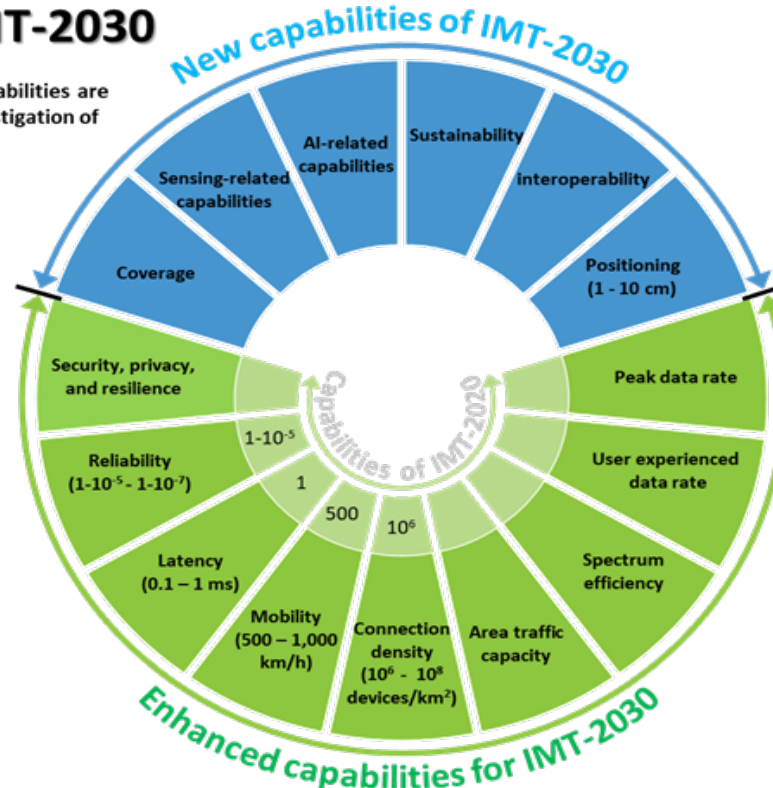 MT-2030
abilities are
stigation of
New capabilities of IMT-2030
Coverage
Sensing-related
capabilities
AI-related
capabilities
Sustainability
interoperability
Positioning
(1 - 10 cm)
Security, privacy,
and resilience
Reliability
(1-10⁻⁵ - 1-10⁻⁷)
Latency
(0.1 – 1 ms)
Mobility
(500 – 1,000
km/h)
Connection
density
(10⁶ - 10⁸
devices/km²)
Area traffic
capacity
Spectrum
efficiency
User experienced
data rate
Peak data rate
1-10⁻⁵
1
500
10⁶
Capabilities of IMT-2020
Enhanced capabilities for IMT-2030